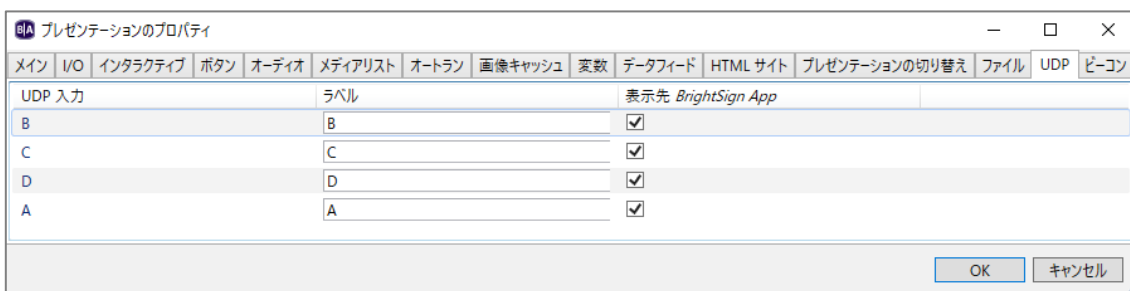 B|A プレゼンテーションのプロパティ
メイン I/O インタラクティブ ボタン オーディオ メディアリスト オートラン 画像キャッシュ 変数 データフィード HTML サイト プレゼンテーションの切り替え ファイル UDP ビーコン
UDP 入力 ラベル 表示先 BrightSign App
B B
C C
D D
A A
OK キャンセル